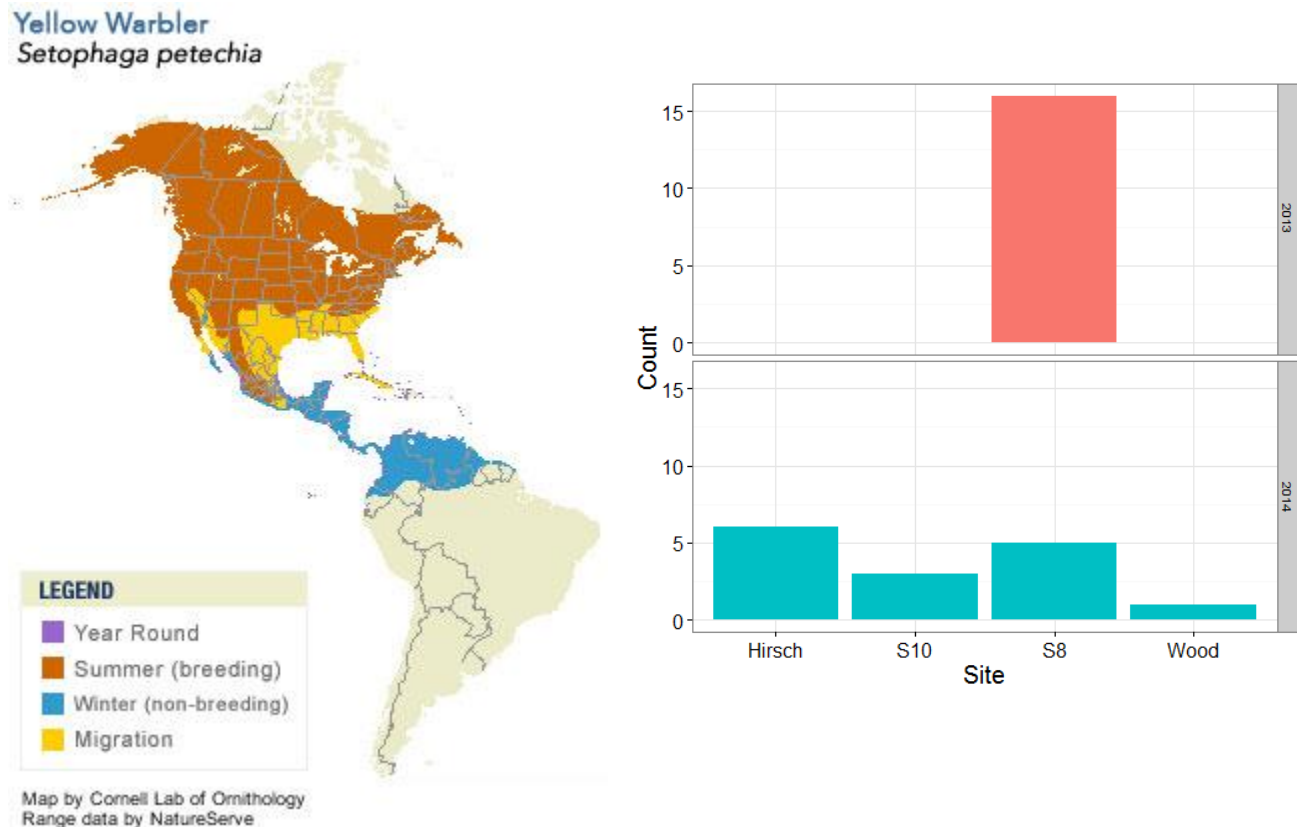 Yellow Warbler
Setophaga petechia
LEGEND
Year Round
Summer (breeding)
Winter (non-breeding)
Migration
Map by Cornell Lab of Ornithology
Range data by NatureServe
Count
15
10
5
0
2013
15
10
5
0
2014
Hirsch S10 S8 Wood
Site